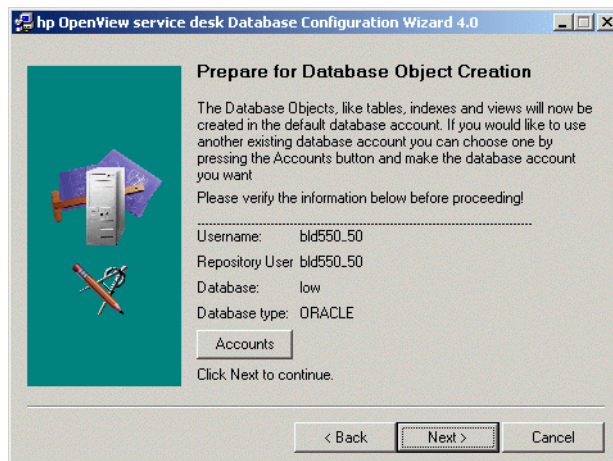 hp OpenView service desk Database Configuration Wizard 4.0
Prepare for Database Object Creation
The Database Objects, like tables, indexes and views will now be
created in the default database account. If you would like to use
another existing database account you can choose one by
pressing the Accounts button and make the database account
you want
Please verify the information below before proceeding!
Username: bld550_50
Repository User bld550_50
Database: low
Database type: ORACLE
Accounts
Click Next to continue.
< Back Next > Cancel